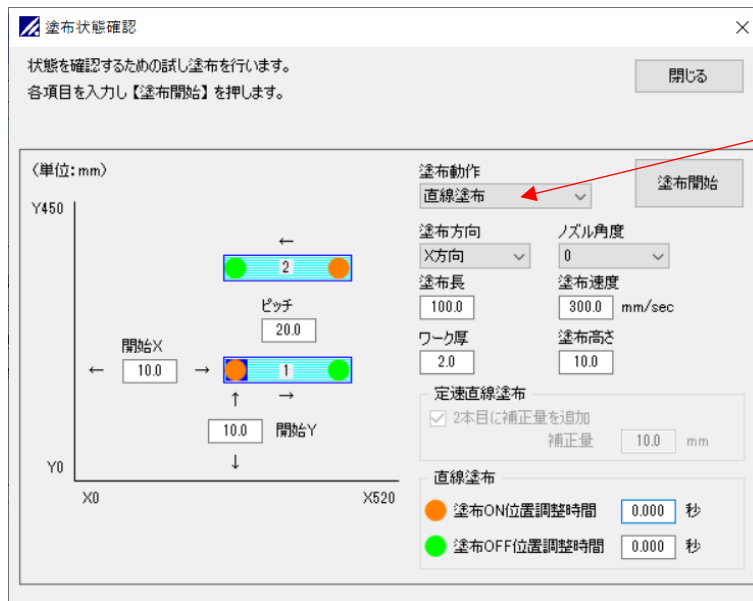 塗布状態確認
状態を確認するための試し塗布を行います。
閉じる
各項目を入力し【塗布開始】を押します。
(単位:mm)
塗布動作
塗布開始
直線塗布
Y450
塗布方向 ノズル角度
← X方向 0
2
塗布長 塗布速度
ピッチ
100.0 300.0 mm/sec
20.0
ワーク厚 塗布高さ
開始X
2.0 10.0
← 10.0 → 1
定速直線塗布
↑ →
2本目に補正量を追加
10.0 開始Y
補正量 10.0 mm
Y0 ↓
直線塗布
X0 X520
塗布ON位置調整時間 0.000 秒
塗布OFF位置調整時間 0.000 秒